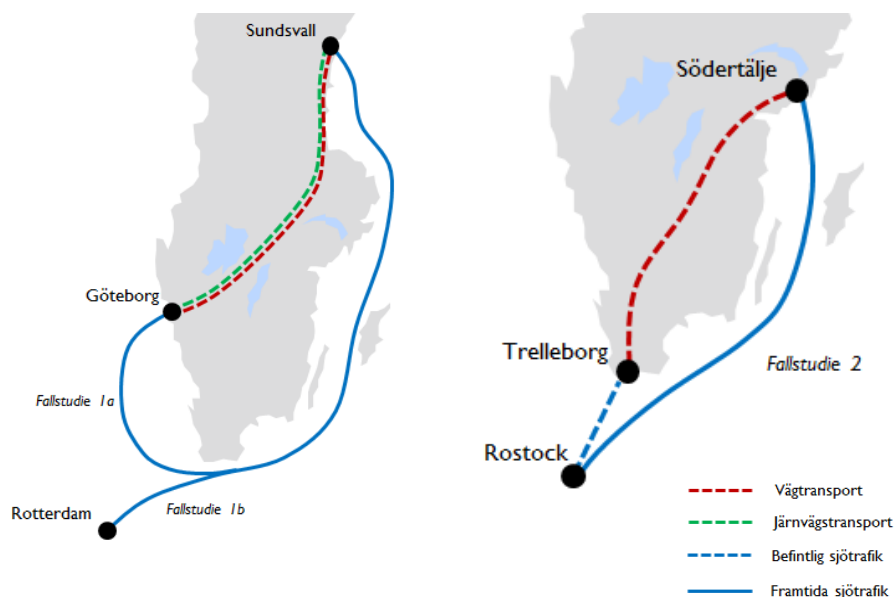 Sundsvall
Göteborg
Fallstudie 1a
Rotterdam
Fallstudie 1b
Södertälje
Trelleborg
Fallstudie 2
Rostock
Vägtransport
Järnvägstransport
Befintlig sjötrafik
Framtida sjötrafik